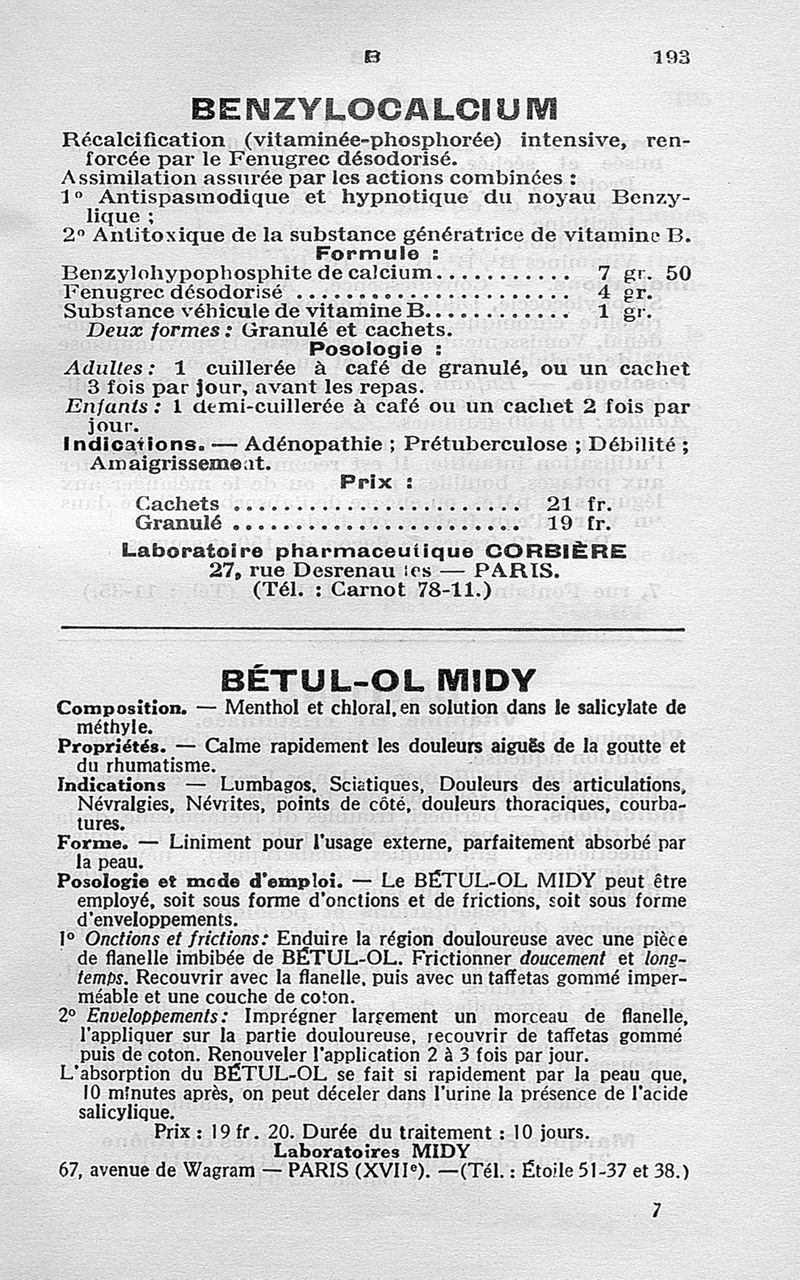 B 193
BENZYLOCALCIUM
Récalcification (vitaminée-phosphorée) intensive, ren-
forcée par le Fenugrec désodorisé.
Assimilation assurée par les actions combinées :
1° Antispasmodique et hypnotique du noyau Benzy-
lique ;
2° Antitoxique de la substance génératrice de vitamine B.
Formule :
Benzylohypophosphite de calcium........... 7 gr. 50
Fenugrec désodorisé ...................... 4 gr.
Substance véhicule de vitamine B............ 1 gr.
Deux formes : Granulé et cachets.
Posologie :
Adultes : 1 cuillerée à café de granulé, ou un cachet
3 fois par jour, avant les repas.
Enfants : 1 demi-cuillerée à café ou un cachet 2 fois par
jour.
Indications. — Adénopathie ; Prétuberculose ; Débilité ;
Amaigrissement.
Prix :
Cachets ....................... 21 fr.
Granulé ....................... 19 fr.
Laboratoire pharmaceutique CORBIÈRE
27, rue Desrenaudes — PARIS.
(Tél. : Carnot 78-11.)
BÉTUL-OL MIDY
Composition. — Menthol et chloral, en solution dans le salicylate de
méthyle.
Propriétés. — Calme rapidement les douleurs aiguës de la goutte et
du rhumatisme.
Indications — Lumbagos, Sciatiques, Douleurs des articulations,
Névralgies, Névrites, points de côté, douleurs thoraciques, courba-
tures.
Forme. — Liniment pour l'usage externe, parfaitement absorbé par
la peau.
Posologie et mode d'emploi. — Le BÉTUL-OL MIDY peut être
employé, soit sous forme d'onctions et de frictions, soit sous forme
d'enveloppements.
1° Onctions et frictions : Enduire la région douloureuse avec une pièce
de flanelle imbibée de BÉTUL-OL. Frictionner doucement et long-
temps. Recouvrir avec la flanelle, puis avec un taffetas gommé imper-
méable et une couche de coton.
2° Enveloppements : Imprégner largement un morceau de flanelle,
l'appliquer sur la partie douloureuse, recouvrir de taffetas gommé
puis de coton. Renouveler l'application 2 à 3 fois par jour.
L'absorption du BÉTUL-OL se fait si rapidement par la peau que,
10 minutes après, on peut déceler dans l'urine la présence de l'acide
salicylique.
Prix : 19 fr. 20. Durée du traitement : 10 jours.
Laboratoires MIDY
67, avenue de Wagram — PARIS (XVIIe). —(Tél. : Étoile 51-37 et 38.)
7